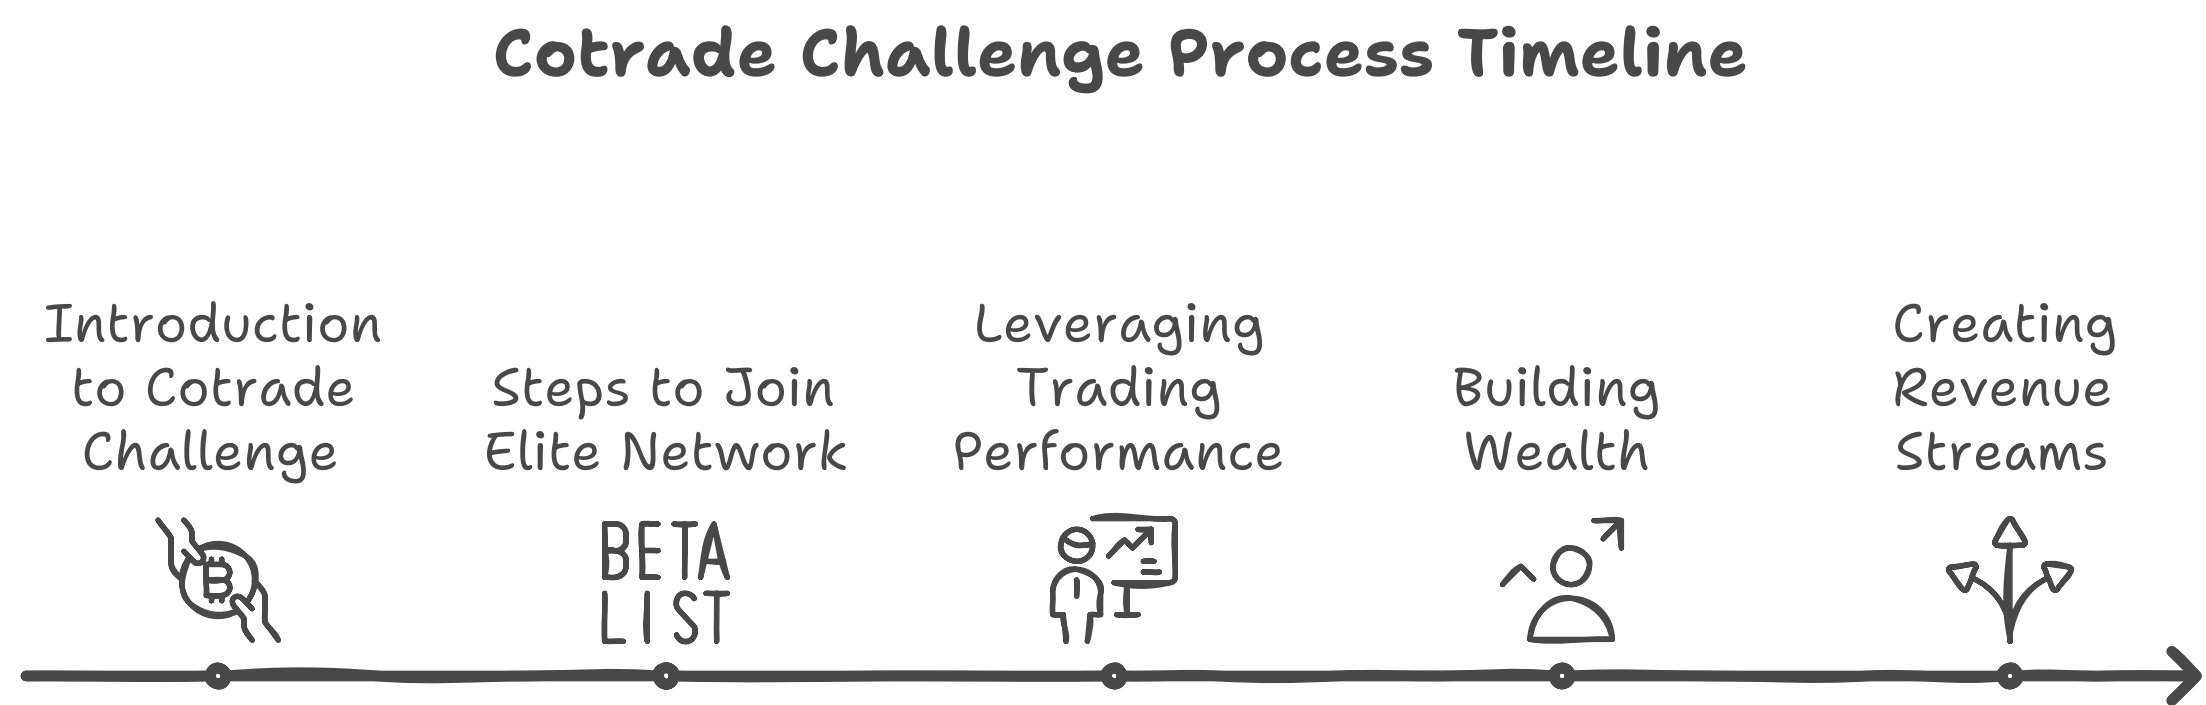 Cotrade Challenge Process Timeline
Introduction
to Cotrade
Challenge
Steps to Join
Elite Network
Leveraging
Trading
Performance
Building
Wealth
Creating
Revenue
Streams
B
BETA
LIST